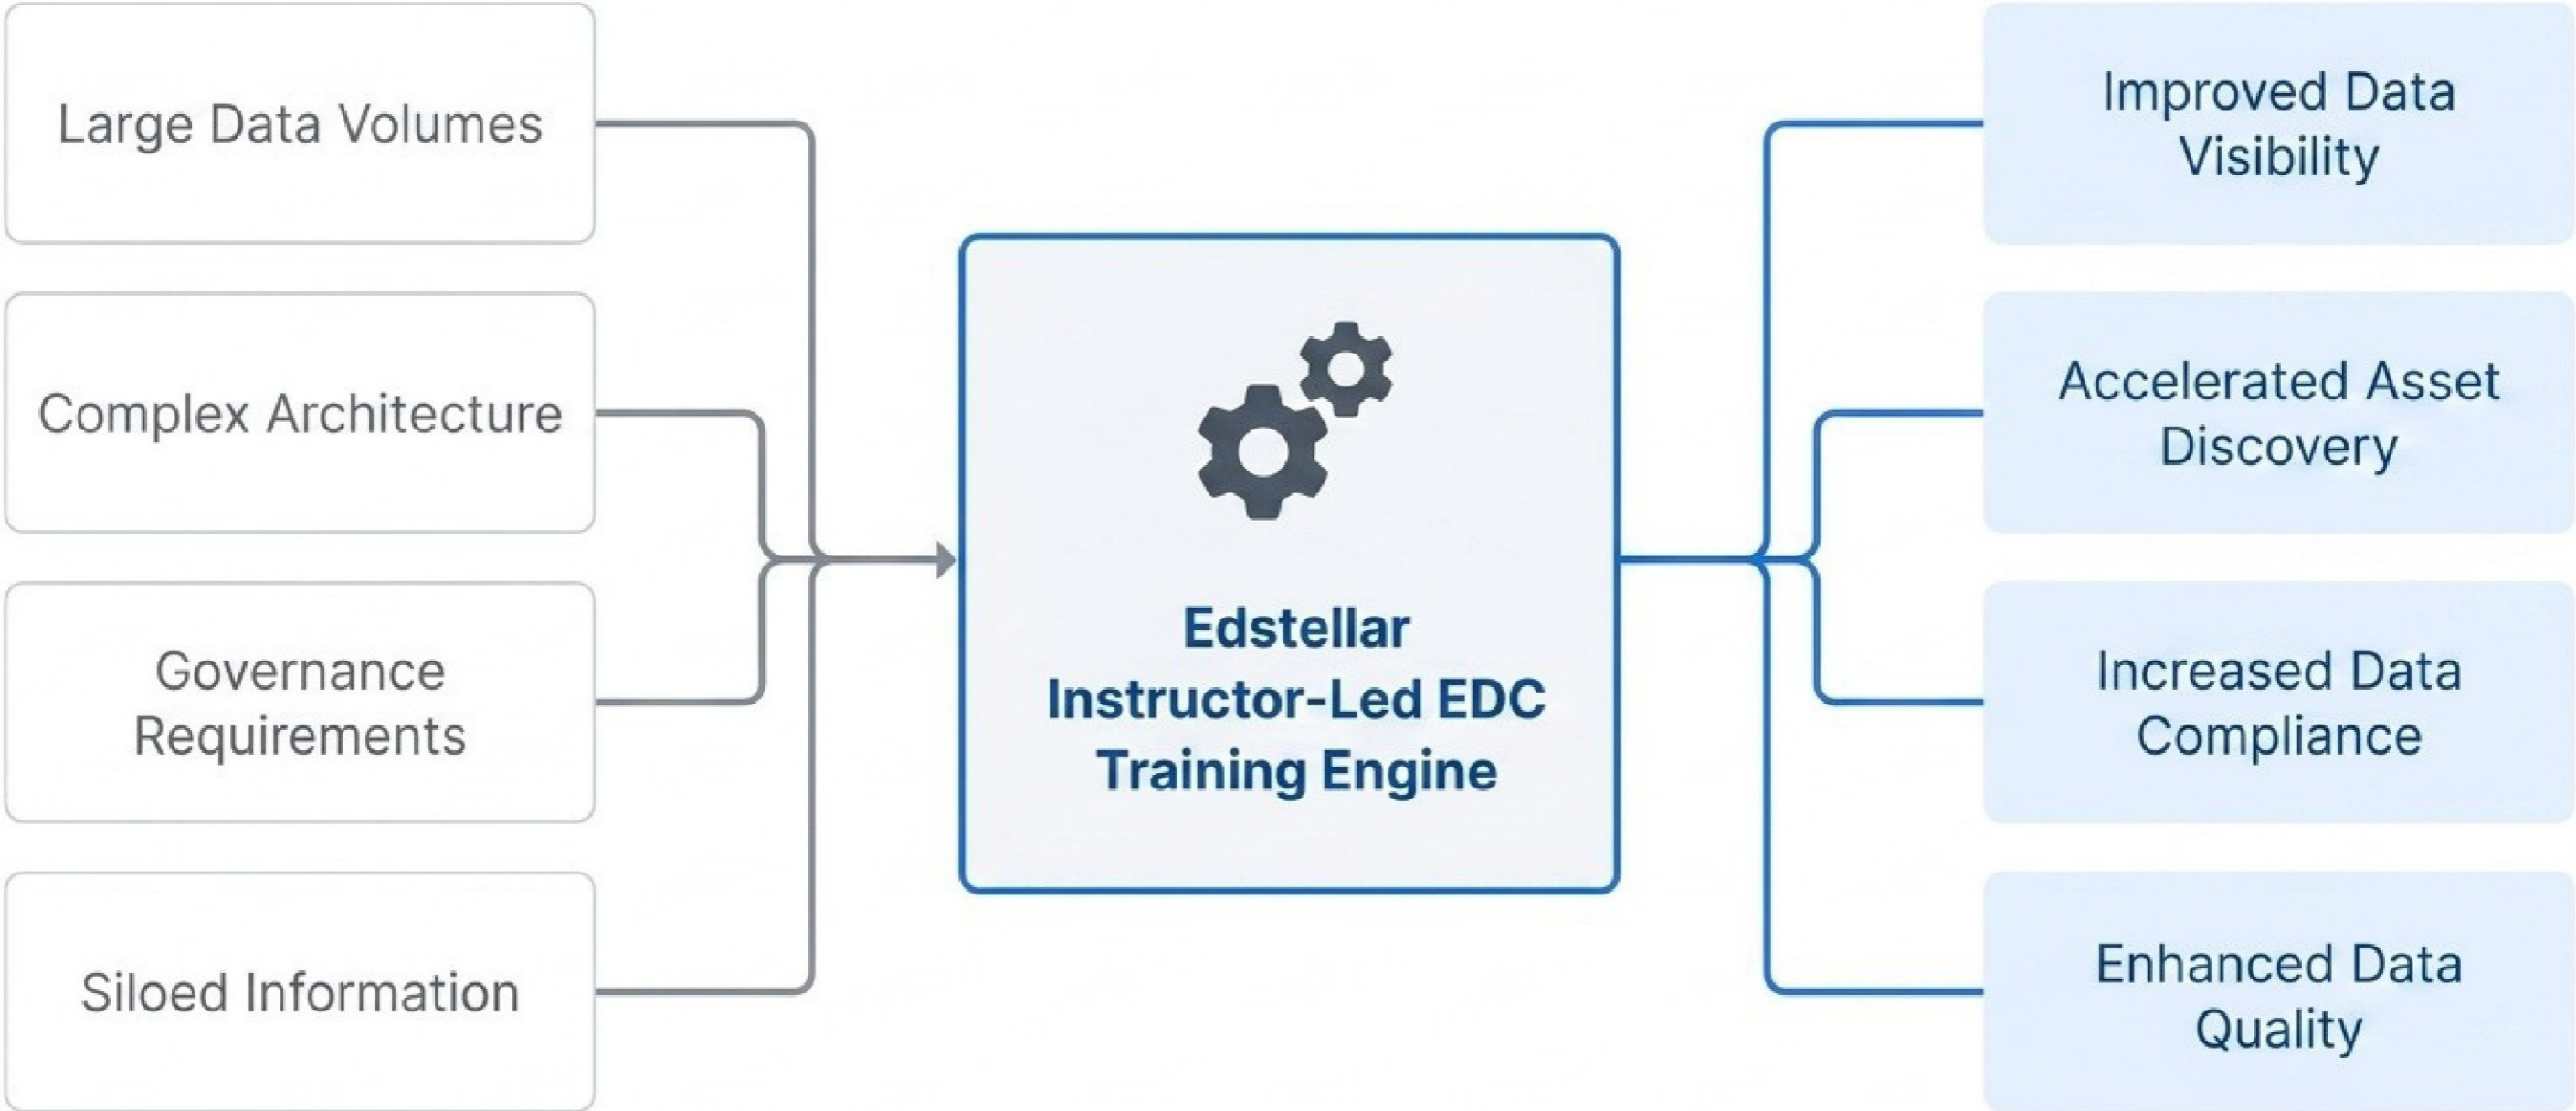 Large Data Volumes
Complex Architecture
Governance
Requirements
Siloed Information
Edstellar
Instructor-Led EDC
Training Engine
Improved Data
Visibility
Accelerated Asset
Discovery
Increased Data
Compliance
Enhanced Data
Quality